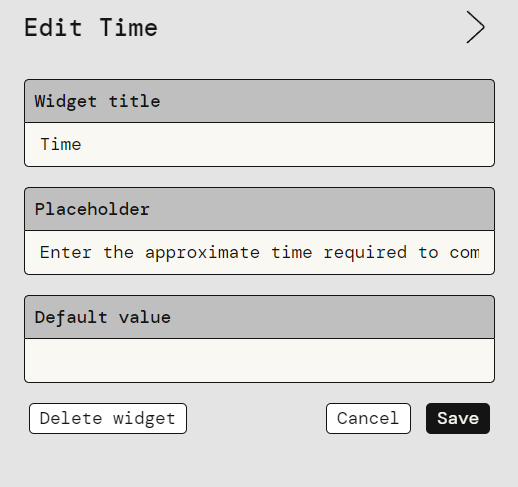 Edit Time
Widget title
Time
Placeholder
Enter the approximate time required to com
Default value
Delete widget Cancel Save